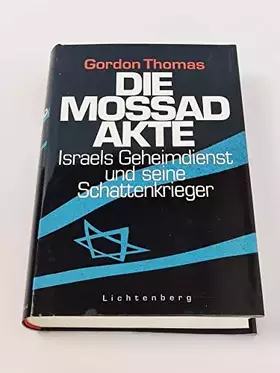 Gordon Thomas
DIE
MOSSAD
AKTE
Israels Geheimdienst
und seine
Schattenkrieger
Lichtenberg